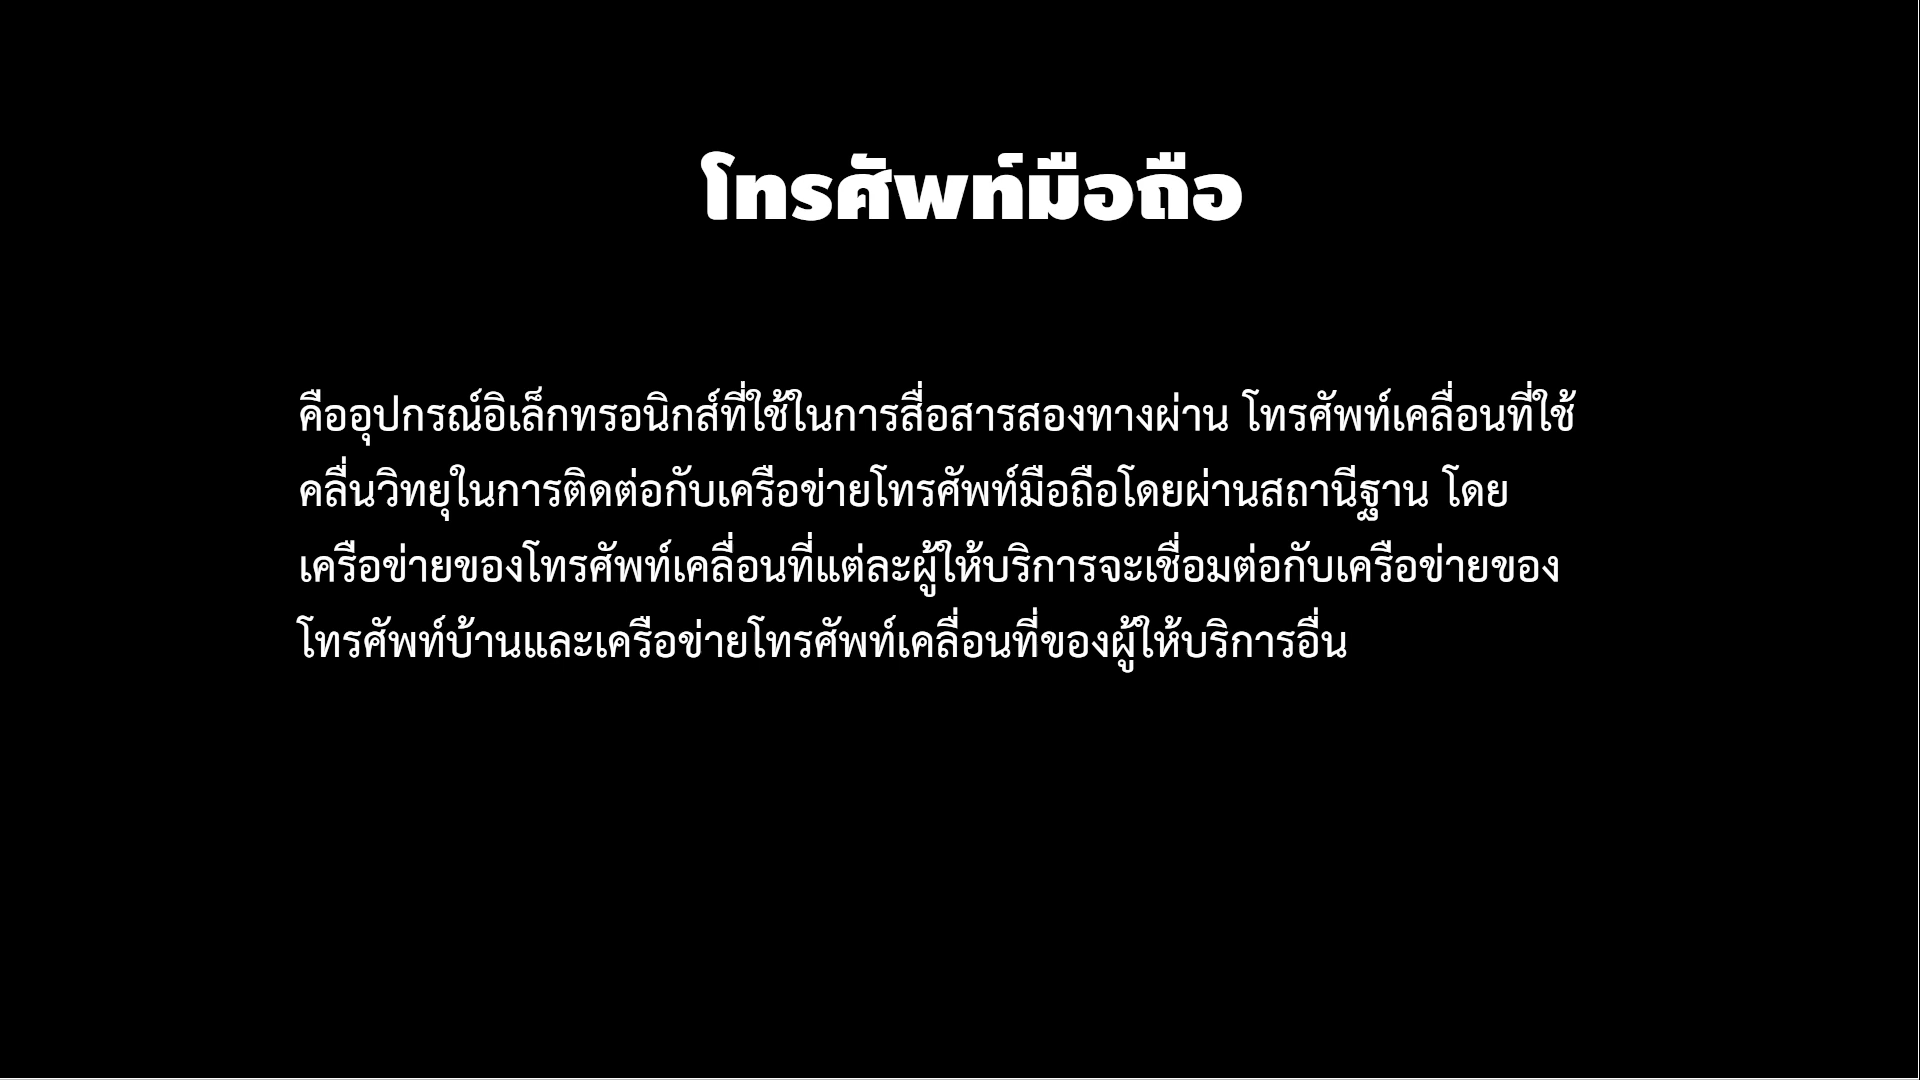 โทรศัพท์มือถือ
คืออุปกรณ์อิเล็กทรอนิกส์ที่ใช้ในการสื่อสารสองทางผ่าน โทรศัพท์เคลื่อนที่ใช้
คลื่นวิทยุในการติดต่อกับเครือข่ายโทรศัพท์มือถือโดยผ่านสถานีฐาน โดย
เครือข่ายของโทรศัพท์เคลื่อนที่แต่ละผู้ให้บริการจะเชื่อมต่อกับเครือข่ายของ
โทรศัพท์บ้านและเครือข่ายโทรศัพท์เคลื่อนที่ของผู้ให้บริการอื่น